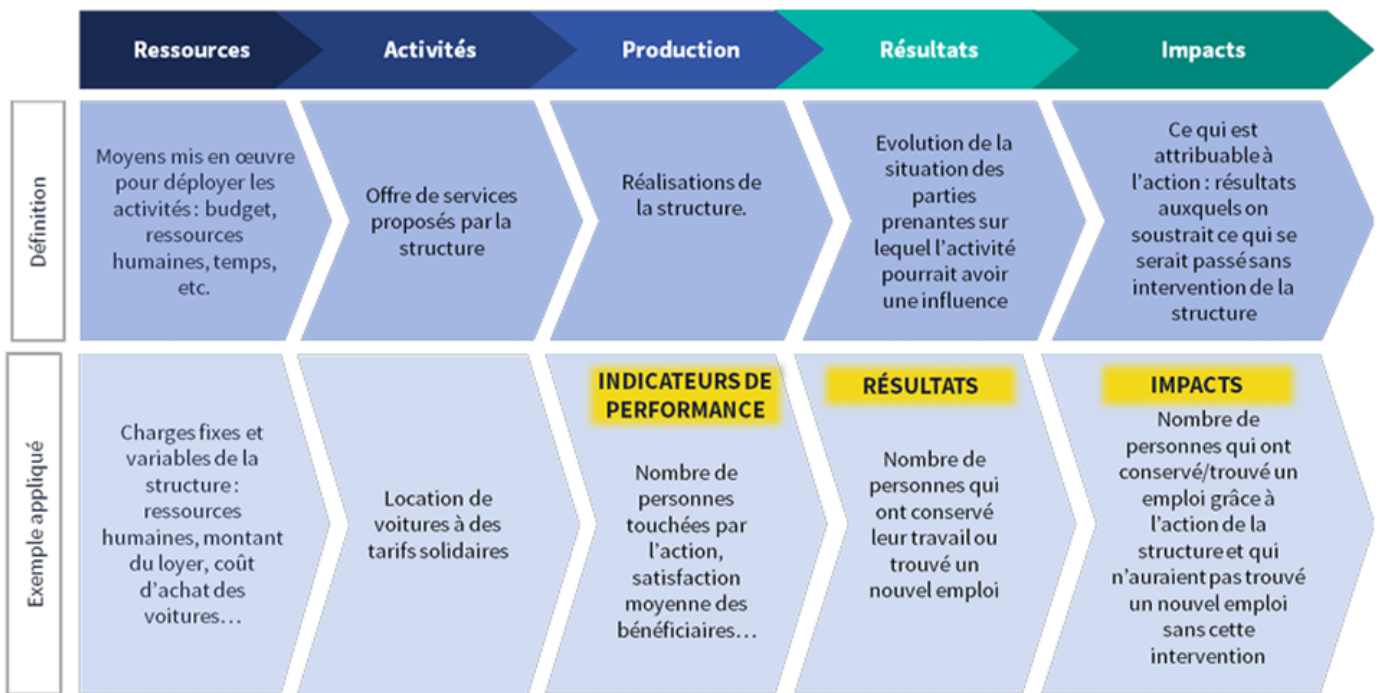 Ressources
Activités
Production
Résultats
Impacts
Définition
Moyens mis en œuvre
pour déployer les
activités : budget,
ressources
humaines, temps,
etc.
Offre de services
proposés par la
structure
Réalisations de
la structure.
Evolution de la
situation des
parties
prenantes sur
lequel l’activité
pourrait avoir
une influence
Ce qui est
attribuable à
l’action : résultats
auxquels on
soustrait ce qui se
serait passé sans
intervention de la
structure
Exemple appliqué
Charges fixes et
variables de la
structure :
ressources
humaines, montant
du loyer, coût
d’achat des
voitures…
Location de
voitures à des
tarifs solidaires
INDICATEURS DE
PERFORMANCE
Nombre de
personnes
touchées par
l’action,
satisfaction
moyenne des
bénéficiaires…
RÉSULTATS
Nombre de
personnes qui
ont conservé
leur travail ou
trouvé un
nouvel emploi
IMPACTS
Nombre de
personnes qui ont
conservé/trouvé un
emploi grâce à
l’action de la
structure et qui
n’auraient pas trouvé
un nouvel emploi
sans cette
intervention